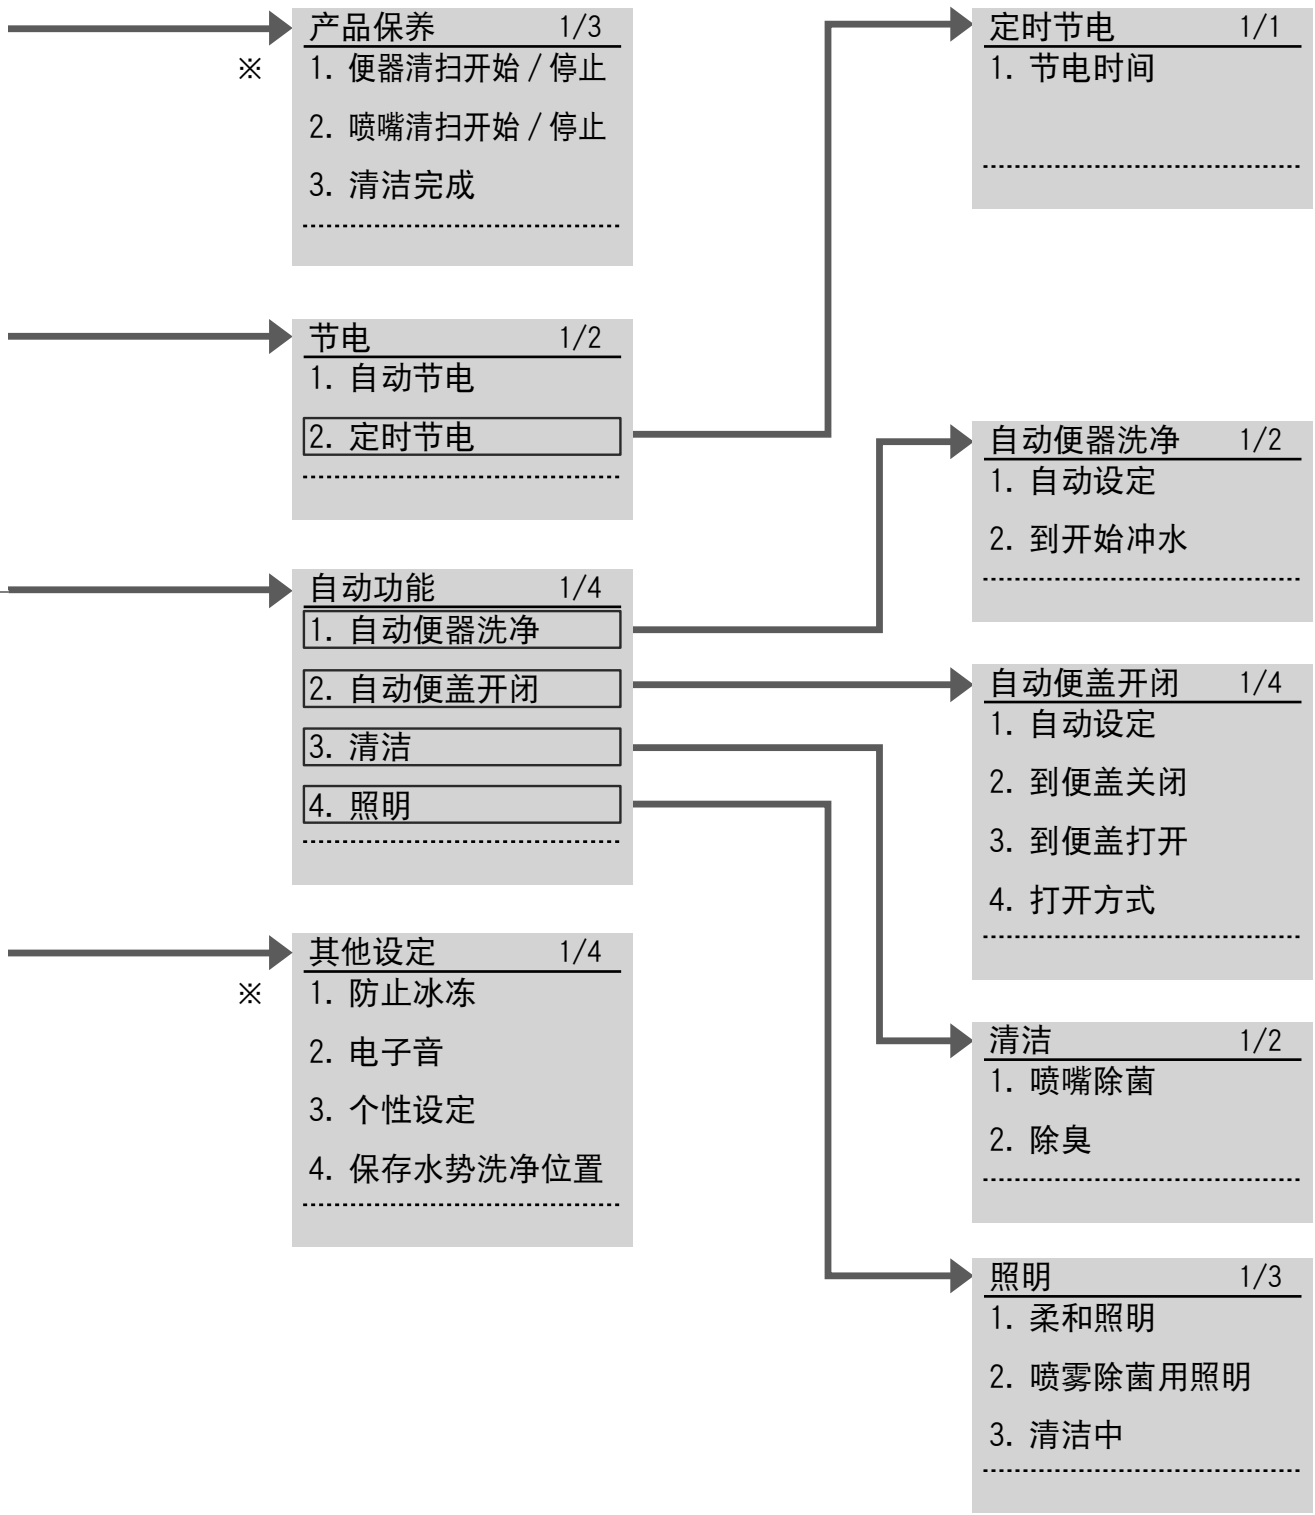 产品保养 1/3
※
1. 便器清扫开始/停止
2. 喷嘴清扫开始/停止
3. 清洁完成
节电 1/2
1. 自动节电
2. 定时节电
自动功能 1/4
1. 自动便器洗净
2. 自动便盖开闭
3. 清洁
4. 照明
其他设定 1/4
※
1. 防止冰冻
2. 电子音
3. 个性设定
4. 保存水势洗净位置
定时节电 1/1
1. 节电时间
自动便器洗净 1/2
1. 自动设定
2. 到开始冲水
自动便盖开闭 1/4
1. 自动设定
2. 到便盖关闭
3. 到便盖打开
4. 打开方式
清洁 1/2
1. 喷嘴除菌
2. 除臭
照明 1/3
1. 柔和照明
2. 喷雾除菌用照明
3. 清洁中